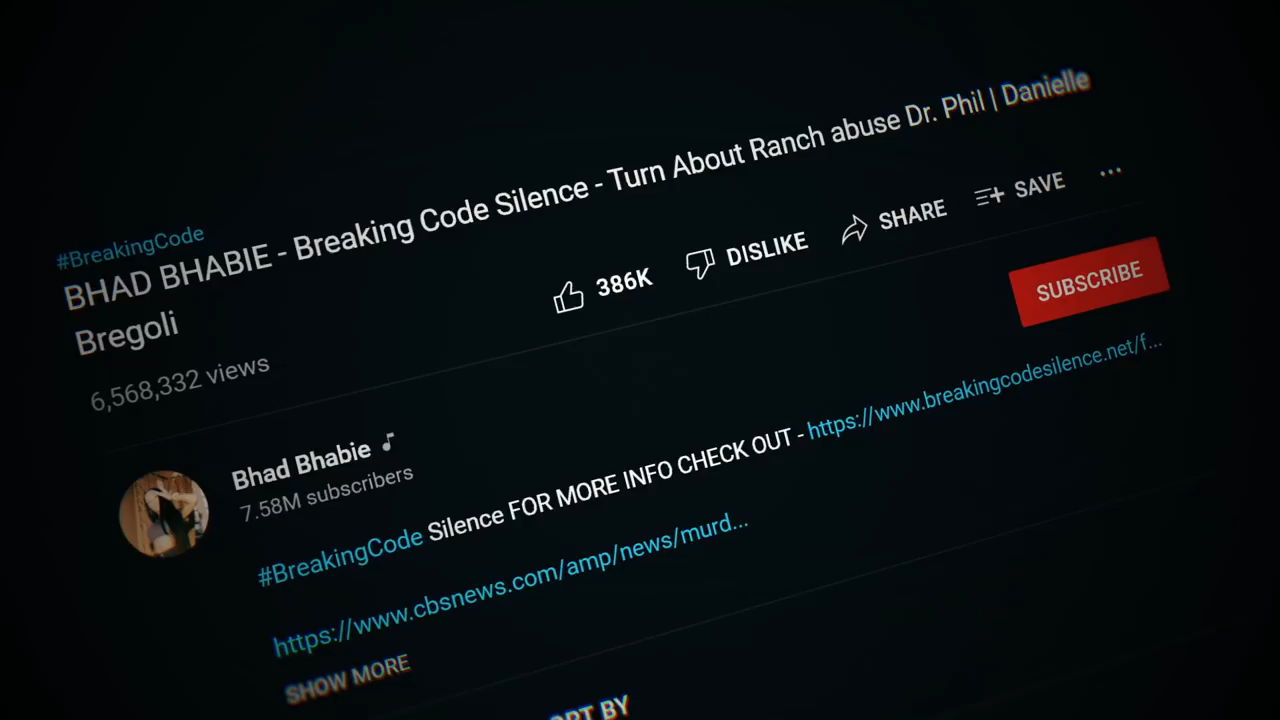 #BreakingCode
BHAD BHABIE - Breaking Code Silence - Turn About Ranch abuse Dr. Phil | Danielle
Bregoli
6,568,332 views
386K
DISLIKE
SHARE
SAVE
...
SUBSCRIBE
Bhad Bhabie
7.58M subscribers
#BreakingCode Silence FOR MORE INFO CHECK OUT - https://www.breakingcodesilence.net/f...
https://www.cbsnews.com/amp/news/murd...
SHOW MORE
ORT BY